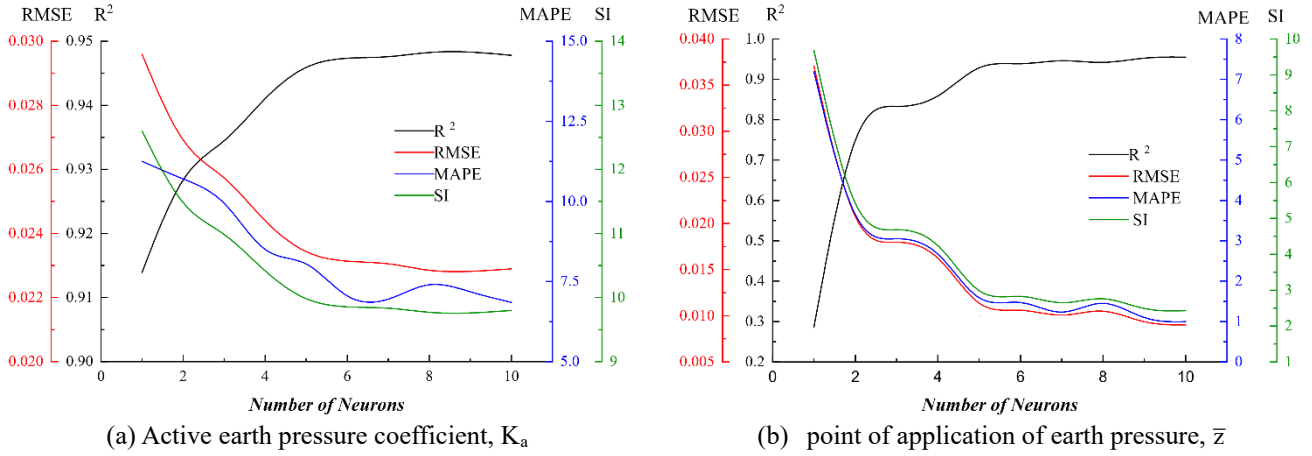 RMSE R² MAPE SI
0.030 0.95 15.0 14
0.028 0.94 12.5 13
0.026 0.93 10.0 12
0.024 0.92 7.5 11
0.022 0.91 5.0 10
0.020 0.90 9
R²
RMSE
MAPE
SI
0 2 4 6 8 10
Number of Neurons
(a) Active earth pressure coefficient, Kₐ
RMSE R² MAPE SI
0.040 1.0 8 10
0.035 0.9 7 9
0.030 0.8 6 8
0.025 0.7 5 7
0.020 0.6 4 6
0.015 0.5 3 5
0.010 0.4 2 4
0.005 0.3 1 3
0.2 0 2
1
R²
RMSE
MAPE
SI
0 2 4 6 8 10
Number of Neurons
(b) point of application of earth pressure, z̅